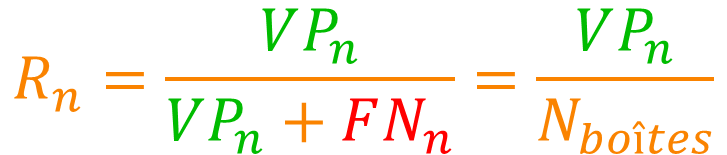 R_n = VP_n / (VP_n + FN_n) = VP_n / N_boîtes